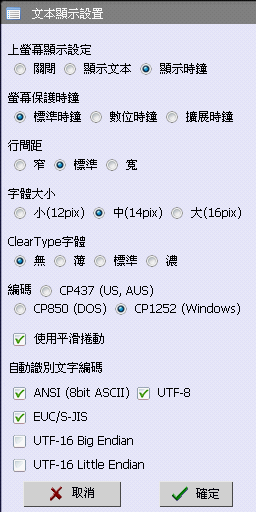 文本顯示設置
上螢幕顯示設定
關閉 顯示文本 顯示時鐘
螢幕保護時鐘
標準時鐘 數位時鐘 擴展時鐘
行間距
窄 標準 寬
字體大小
小(12pix) 中(14pix) 大(16pix)
ClearType字體
無 薄 標準 濃
編碼 CP437 (US, AUS)
CP850 (DOS) CP1252 (Windows)
使用平滑捲動
自動識別文字編碼
ANSI (8bit ASCII) UTF-8
EUC/S-JIS
UTF-16 Big Endian
UTF-16 Little Endian
取消 確定